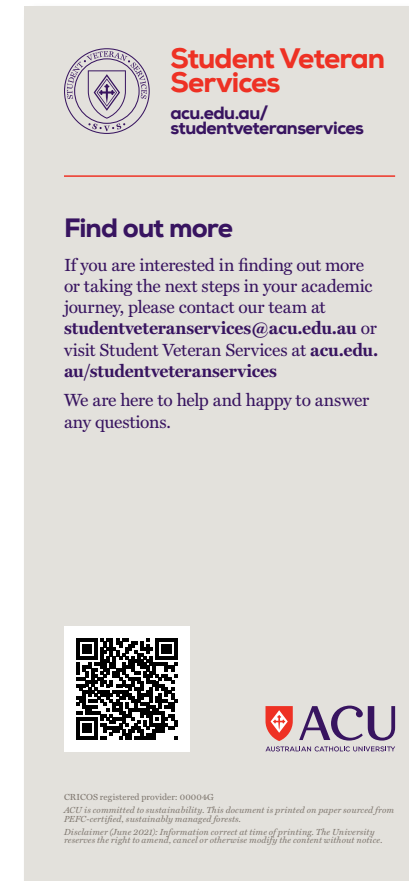 STUDENT • VETERAN • SERVICES
• S • V • S •
Student Veteran
Services
acu.edu.au/
studentveteranservices
Find out more
If you are interested in finding out more
or taking the next steps in your academic
journey, please contact our team at
studentveteranservices@acu.edu.au or
visit Student Veteran Services at acu.edu.
au/studentveteranservices
We are here to help and happy to answer
any questions.
ACU
AUSTRALIAN CATHOLIC UNIVERSITY
CRICOS registered provider: 00004G
ACU is committed to sustainability. This document is printed on paper sourced from
PEFC-certified, sustainably managed forests.
Disclaimer (June 2021): Information correct at time of printing. The University
reserves the right to amend, cancel or otherwise modify the content without notice.